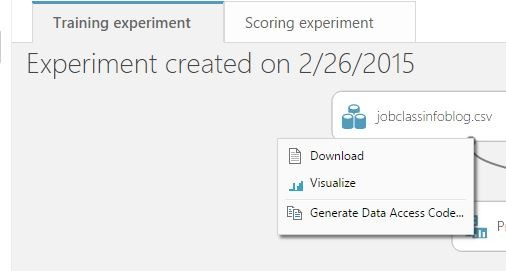 Training experiment
Scoring experiment
Experiment created on 2/26/2015
jobclassinfoblog.csv
Download
Visualize
Generate Data Access Code...